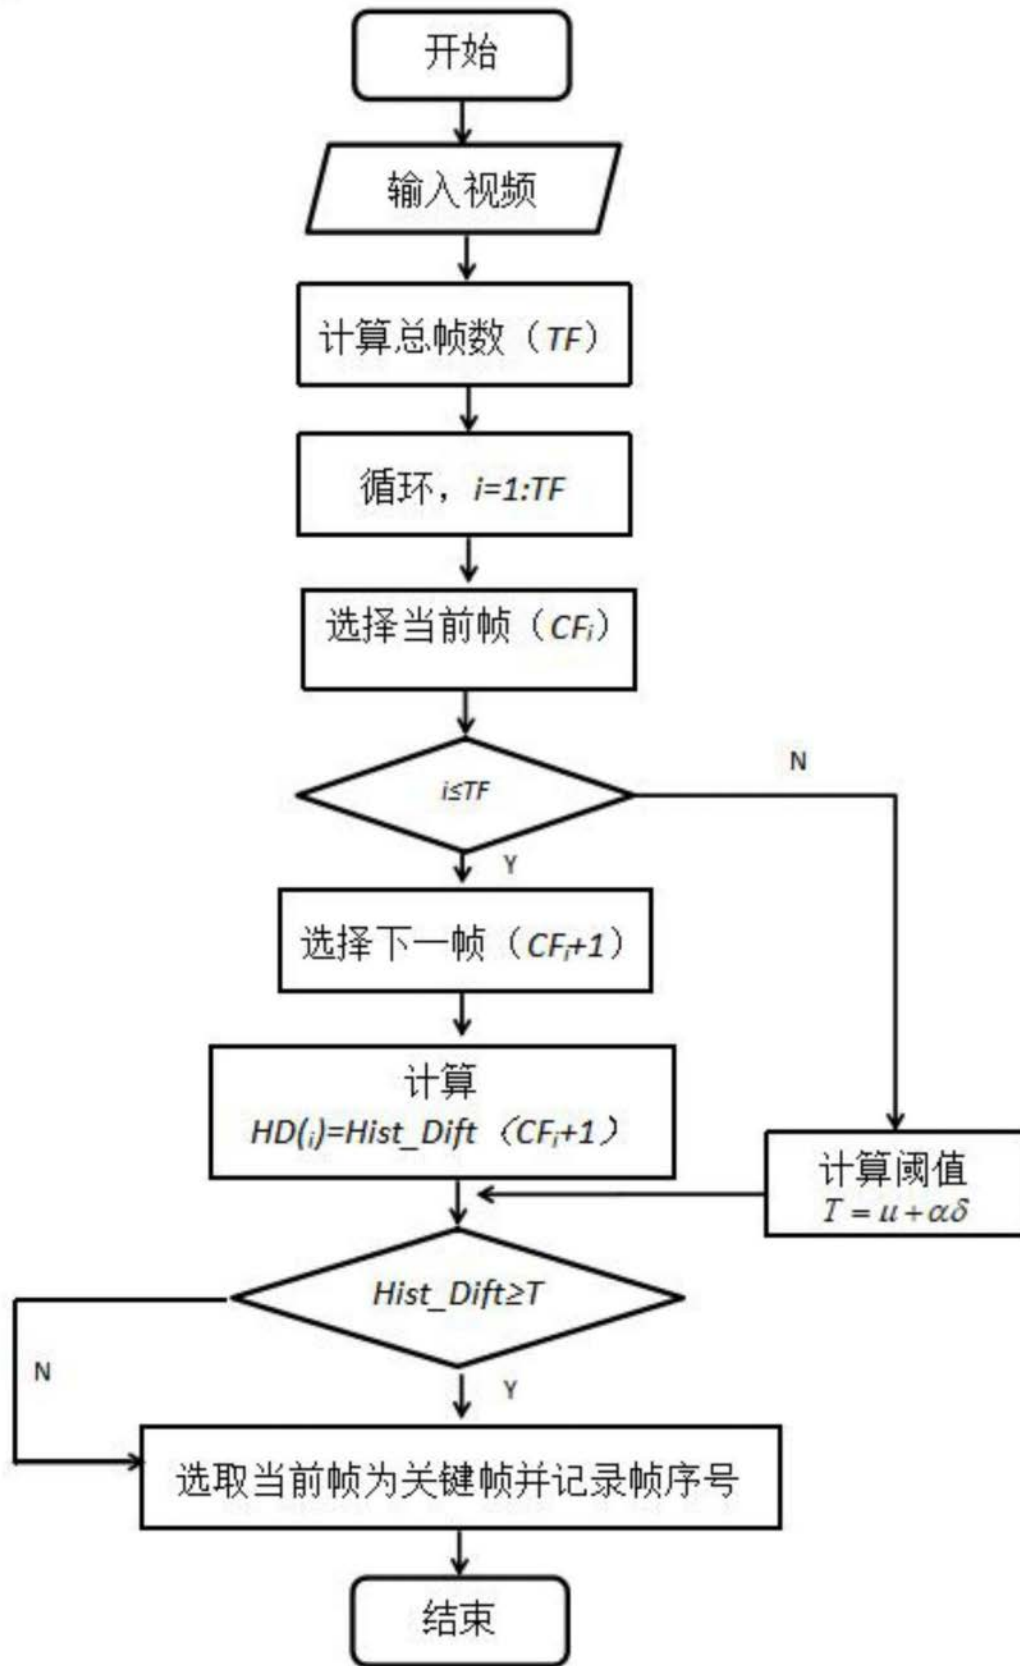 开始
输入视频
计算总帧数（TF）
循环，i=1:TF
选择当前帧（CFi）
i≤TF
N
Y
选择下一帧（CFi+1）
计算
HD(i)=Hist_Dift（CFi+1）
计算阈值
T = u + αδ
Hist_Dift≥T
N
Y
选取当前帧为关键帧并记录帧序号
结束